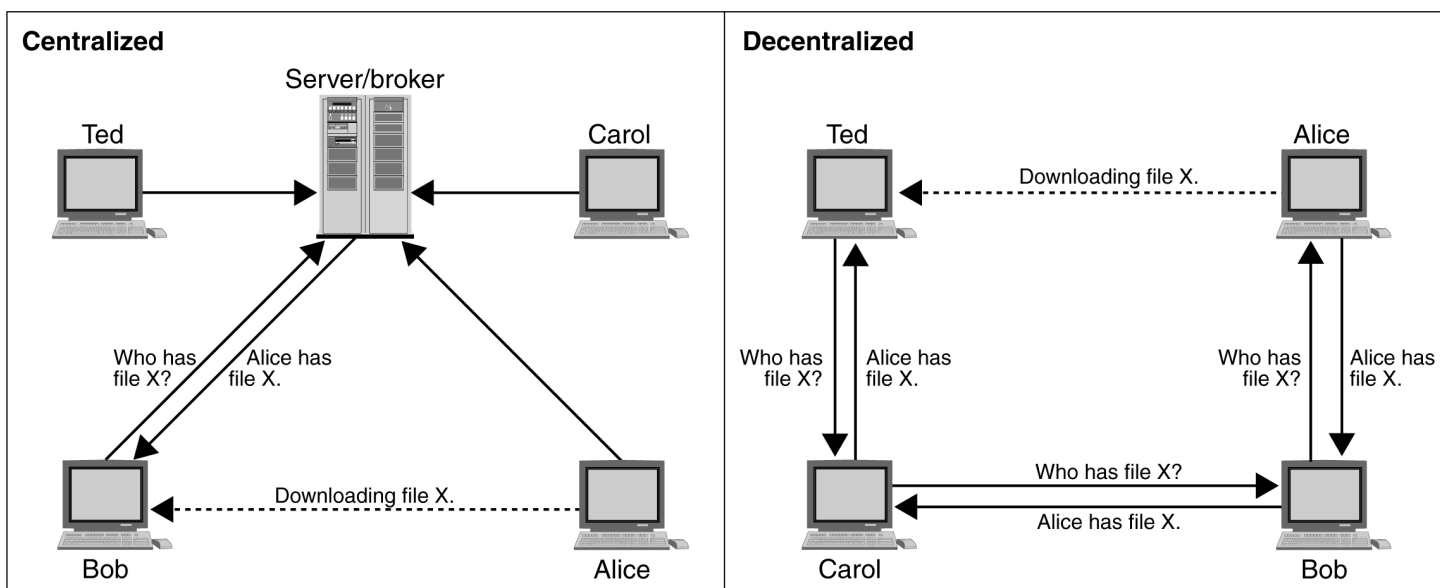 Centralized
Server/broker
Ted
Carol
Who has
file X?
Alice has
file X.
Downloading file X.
Bob
Alice
Decentralized
Ted
Alice
Downloading file X.
Who has
file X?
Alice has
file X.
Who has
file X?
Alice has
file X.
Who has file X?
Alice has file X.
Carol
Bob